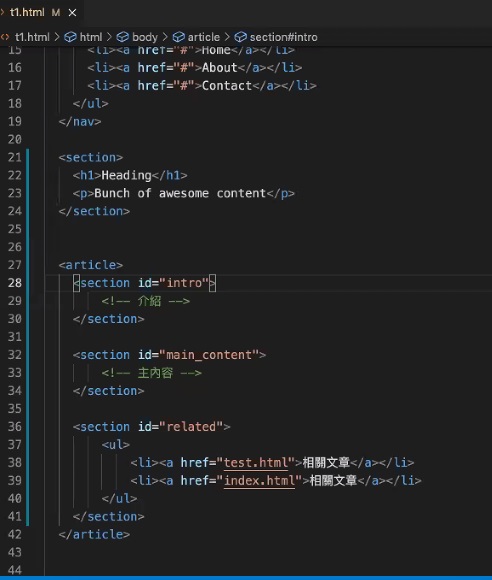 t1.html M ×
<> t1.html > html > body > article > section#intro
15 <li><a href="#">Home</a></li>
16 <li><a href="#">About</a></li>
17 <li><a href="#">Contact</a></li>
18 </ul>
19 </nav>
20
21 <section>
22 <h1>Heading</h1>
23 <p>Bunch of awesome content</p>
24 </section>
25
26
27 <article>
28 <section id="intro">
29 <!-- 介紹 -->
30 </section>
31
32 <section id="main_content">
33 <!-- 主內容 -->
34 </section>
35
36 <section id="related">
37 <ul>
38 <li><a href="test.html">相關文章</a></li>
39 <li><a href="index.html">相關文章</a></li>
40 </ul>
41 </section>
42 </article>
43
44